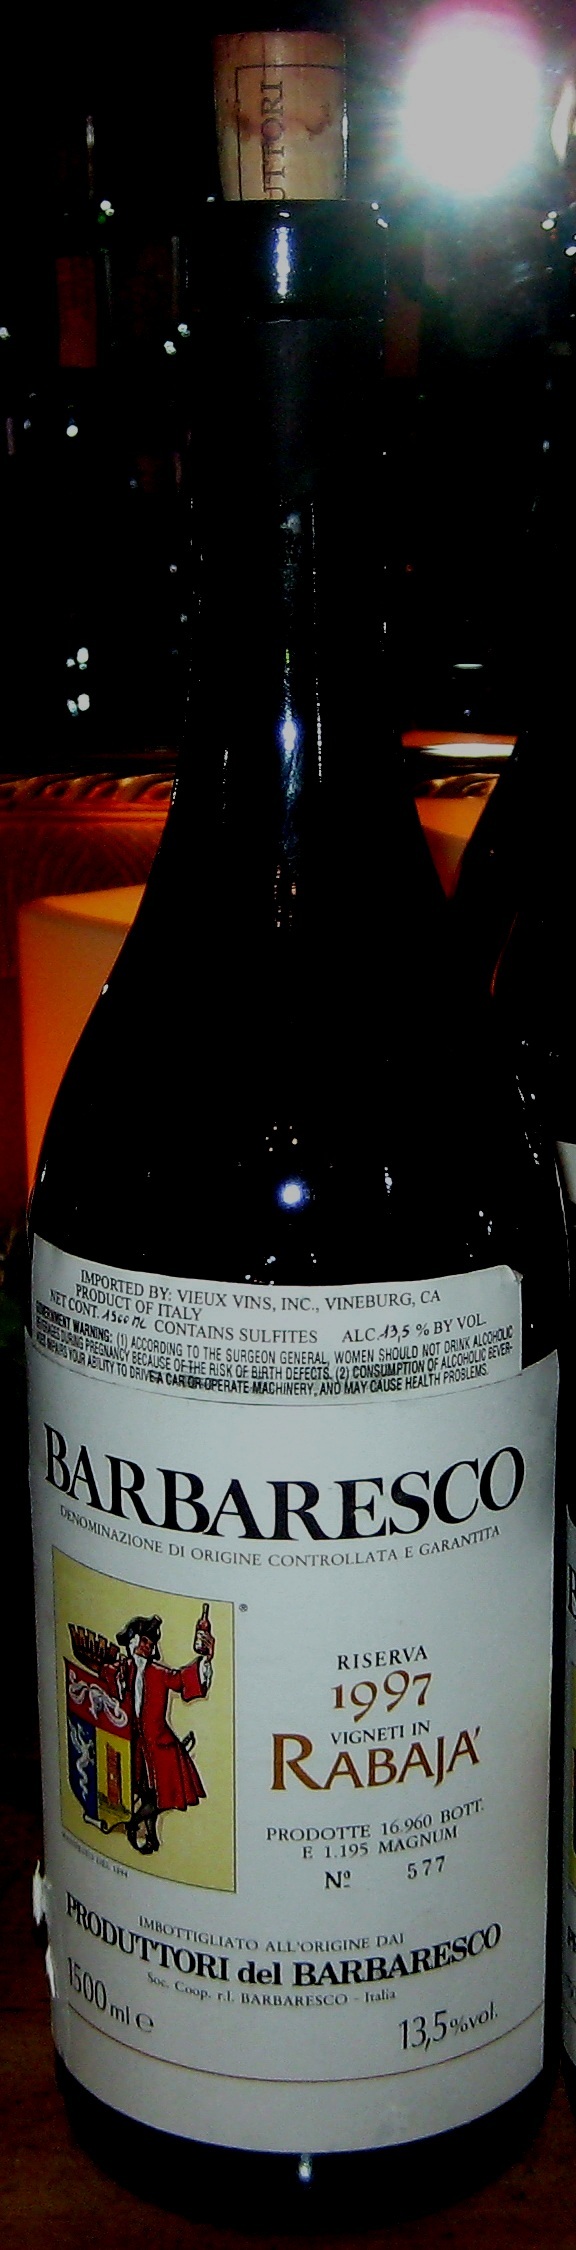 UTTORI
IMPORTED BY: VIEUX VINS, INC., VINEBURG, CA
PRODUCT OF ITALY
NET CONT. 1500 ML CONTAINS SULFITES ALC. 13,5 % BY VOL.
GOVERNMENT WARNING: (1) ACCORDING TO THE SURGEON GENERAL, WOMEN SHOULD NOT DRINK ALCOHOLIC
BEVERAGES DURING PREGNANCY BECAUSE OF THE RISK OF BIRTH DEFECTS. (2) CONSUMPTION OF ALCOHOLIC BEVER-
AGES IMPAIRS YOUR ABILITY TO DRIVE A CAR OR OPERATE MACHINERY, AND MAY CAUSE HEALTH PROBLEMS.
BARBARESCO
DENOMINAZIONE DI ORIGINE CONTROLLATA E GARANTITA
®
RISERVA
1997
VIGNETI IN
RABAJA'
PRODOTTE 16.960 BOTT.
E 1.195 MAGNUM
Nº 577
DEL 1894
IMBOTTIGLIATO ALL'ORIGINE DAI
PRODUTTORI del BARBARESCO
Soc. Coop. r.l. BARBARESCO - Italia
1500 ml e 13,5% vol.